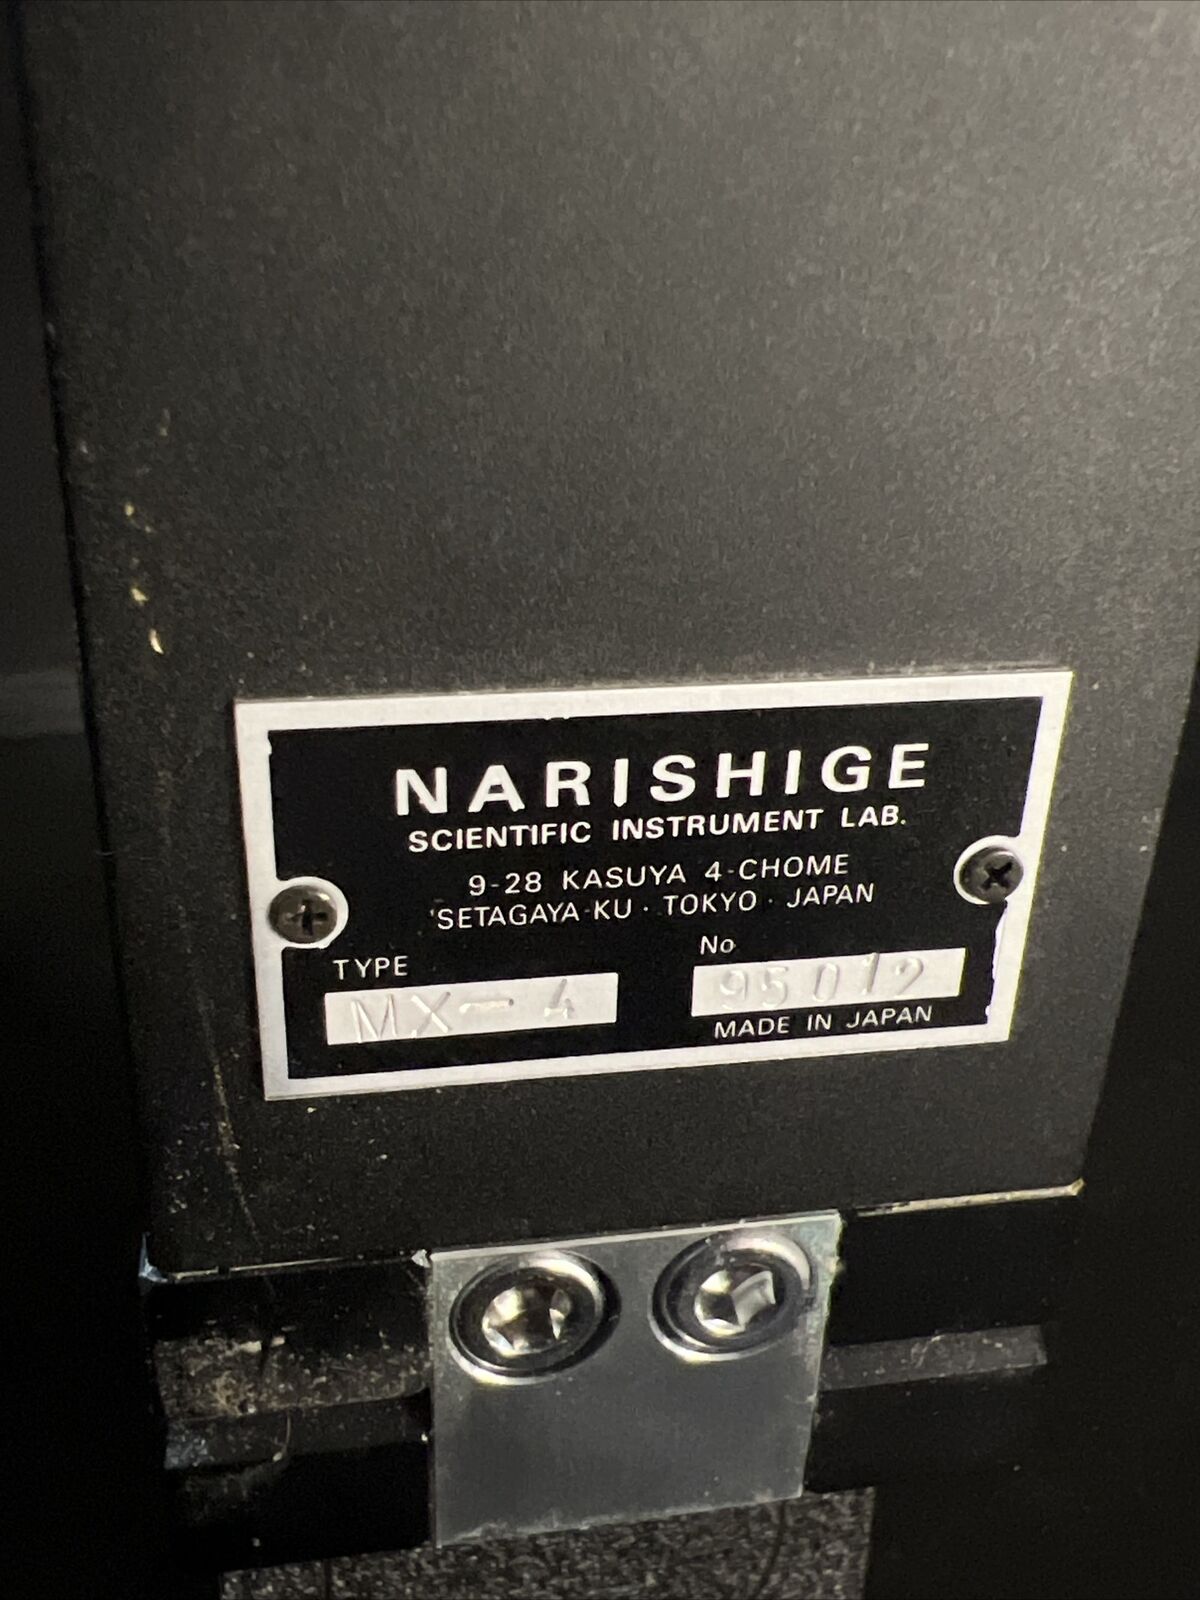 NARISHIGE
SCIENTIFIC INSTRUMENT LAB.
9-28 KASUYA 4-CHOME
SETAGAYA-KU · TOKYO · JAPAN
TYPE
No
MX-4
95012
MADE IN JAPAN